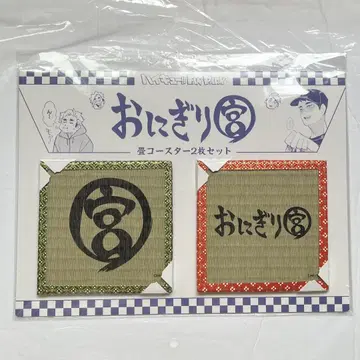 おにぎり宮
畳コースター2枚セット
宮
おにぎり宮